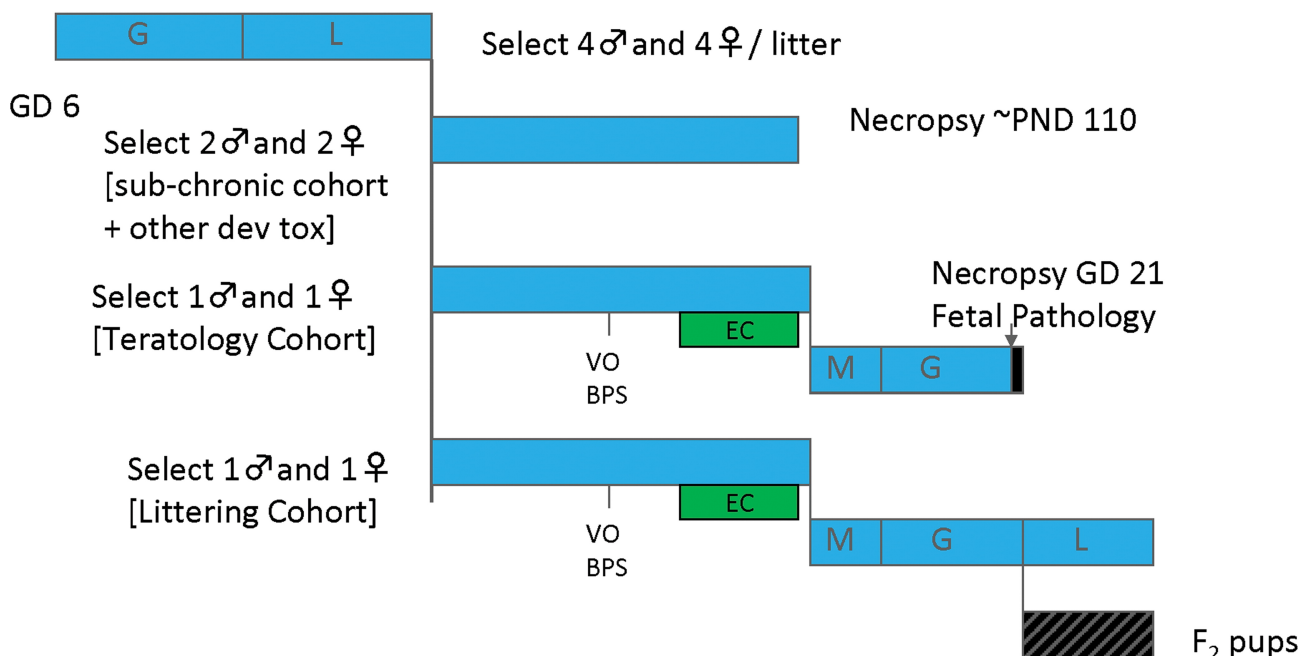 G L
Select 4♂and 4♀/ litter
GD 6
Select 2♂and 2♀
[sub-chronic cohort
+ other dev tox]
Necropsy ~PND 110
Select 1♂and 1♀
[Teratology Cohort]
EC
VO
BPS
Necropsy GD 21
Fetal Pathology
M G
Select 1♂and 1♀
[Littering Cohort]
EC
VO
BPS
M G L
F₂ pups